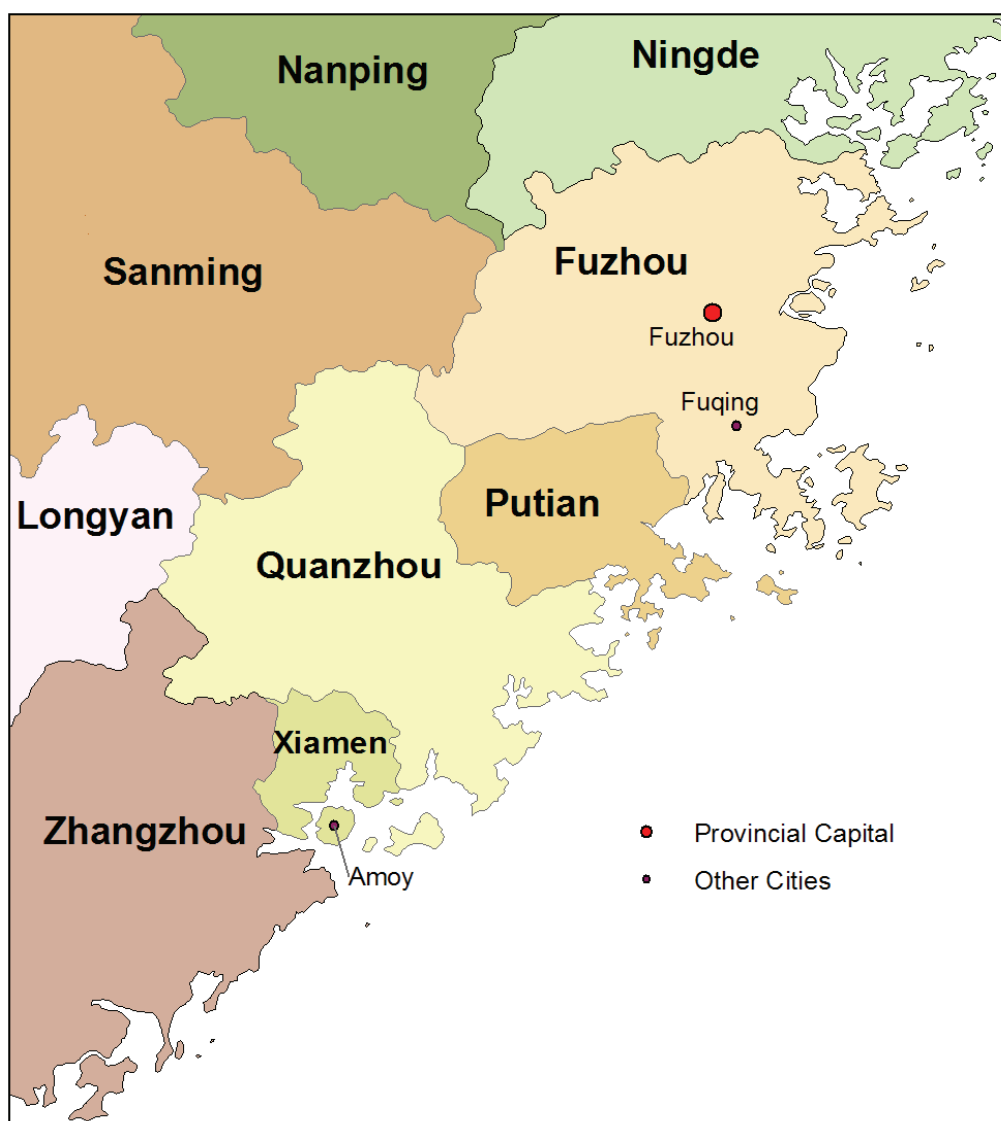 Ningde
Nanping
Sanming
Fuzhou
Fuzhou
Fuqing
Longyan
Putian
Quanzhou
Xiamen
Zhangzhou
Amoy
Provincial Capital
Other Cities